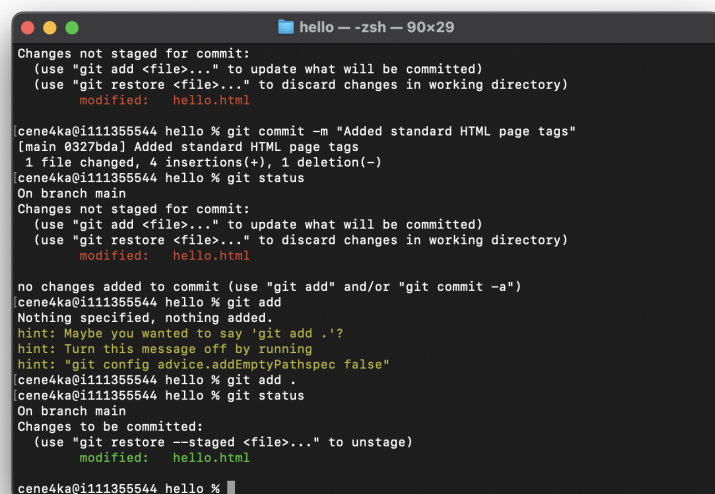 hello — -zsh — 90×29
Changes not staged for commit:
(use "git add <file>..." to update what will be committed)
(use "git restore <file>..." to discard changes in working directory)
modified: hello.html
[cene4ka@i111355544 hello % git commit -m "Added standard HTML page tags"
[main 0327bda] Added standard HTML page tags
1 file changed, 4 insertions(+), 1 deletion(-)
[cene4ka@i111355544 hello % git status
On branch main
Changes not staged for commit:
(use "git add <file>..." to update what will be committed)
(use "git restore <file>..." to discard changes in working directory)
modified: hello.html
no changes added to commit (use "git add" and/or "git commit -a")
[cene4ka@i111355544 hello % git add
Nothing specified, nothing added.
hint: Maybe you wanted to say 'git add .'?
hint: Turn this message off by running
hint: "git config advice.addEmptyPathspec false"
[cene4ka@i111355544 hello % git add .
[cene4ka@i111355544 hello % git status
On branch main
Changes to be committed:
(use "git restore --staged <file>..." to unstage)
modified: hello.html
cene4ka@i111355544 hello %